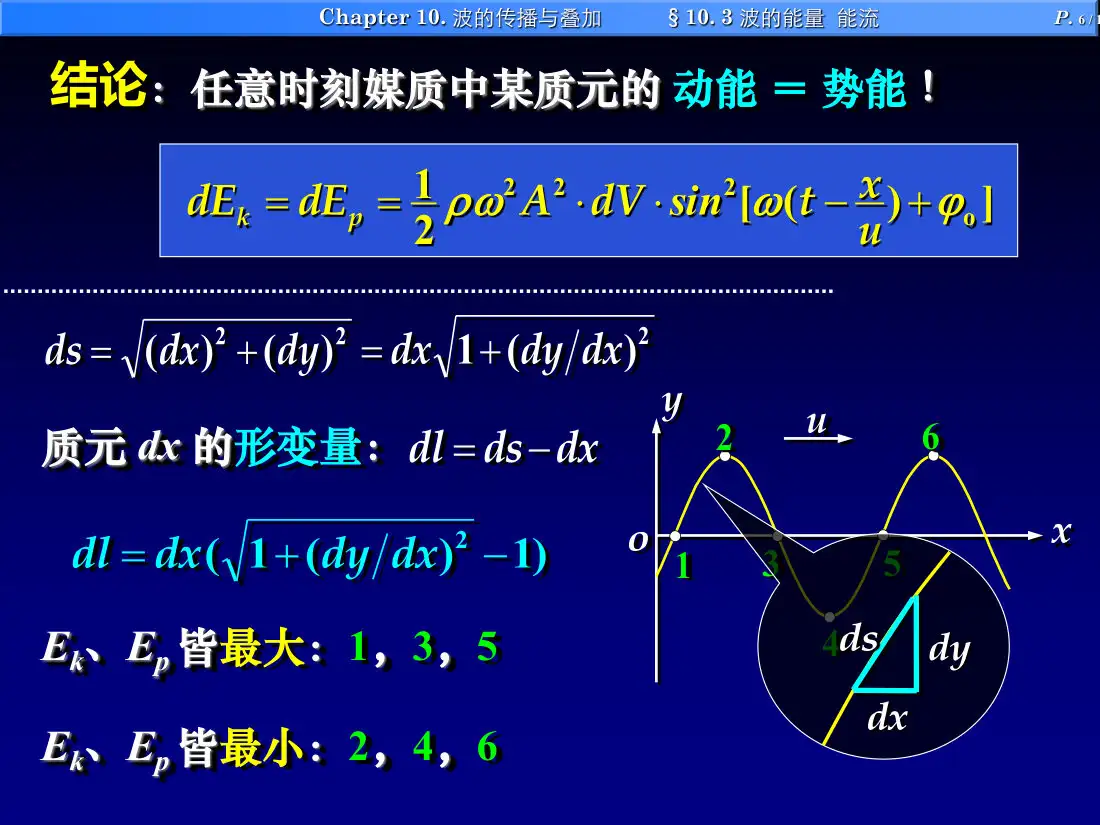 Chapter 10. 波的传播与叠加 §10.3 波的能量 能流 P. 6 /
结论：任意时刻媒质中某质元的 动能 = 势能！
dE_k = dE_p = 1/2 ρω²A²·dV·sin²[ω(t − x/u) + φ₀]
ds = √((dx)² + (dy)²) = dx√(1 + (dy/dx)²)
质元 dx 的形变量： dl = ds − dx
dl = dx(√(1 + (dy/dx)²) − 1)
E_k、E_p 皆最大：1，3，5
E_k、E_p 皆最小：2，4，6
y
u
2
6
o
x
1
3
5
4
ds
dy
dx